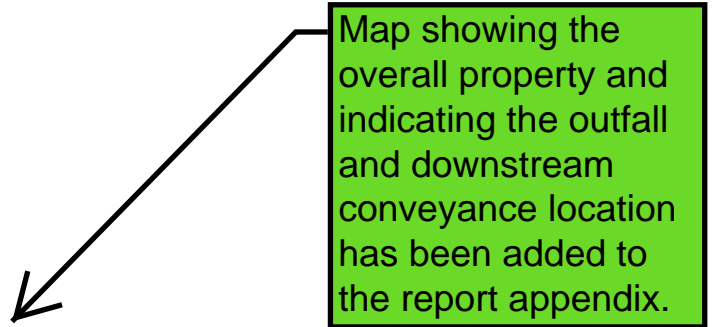 Map showing the
overall property and
indicating the outfall
and downstream
conveyance location
has been added to
the report appendix.